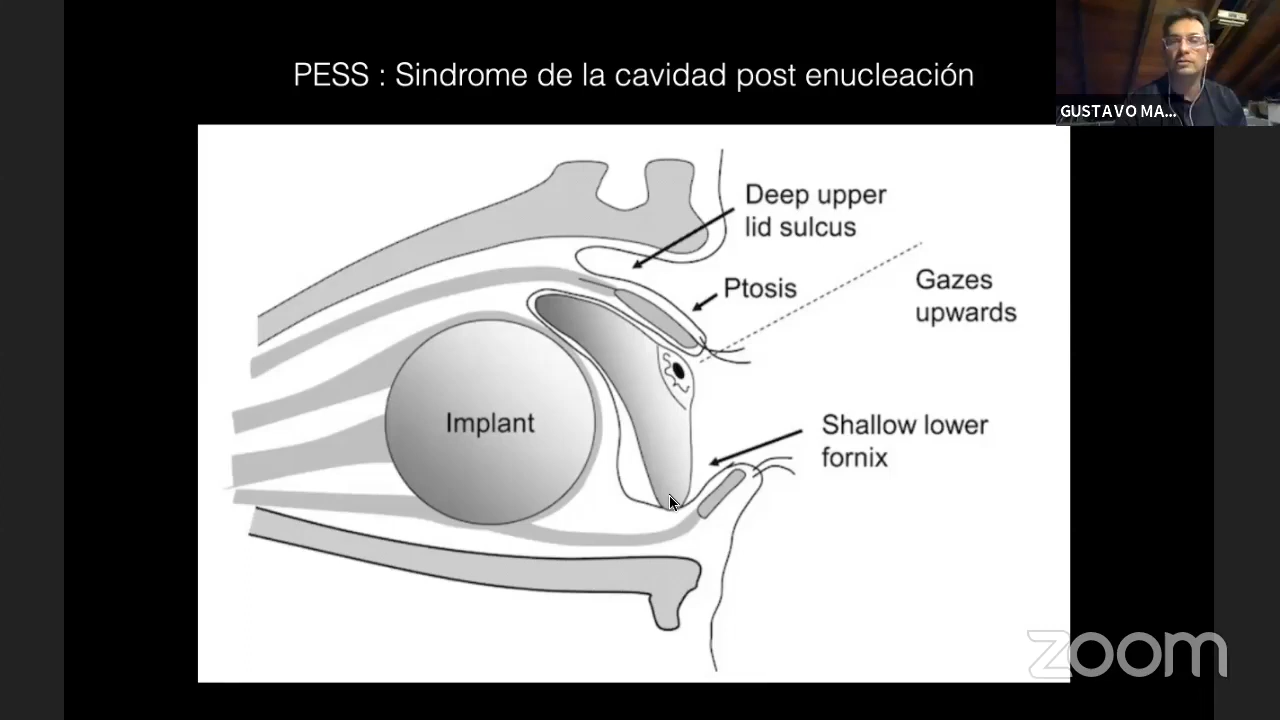 PESS : Sindrome de la cavidad post enucleación
GUSTAVO MA...
Deep upper
lid sulcus
Ptosis
Gazes
upwards
Implant
Shallow lower
fornix
zoom